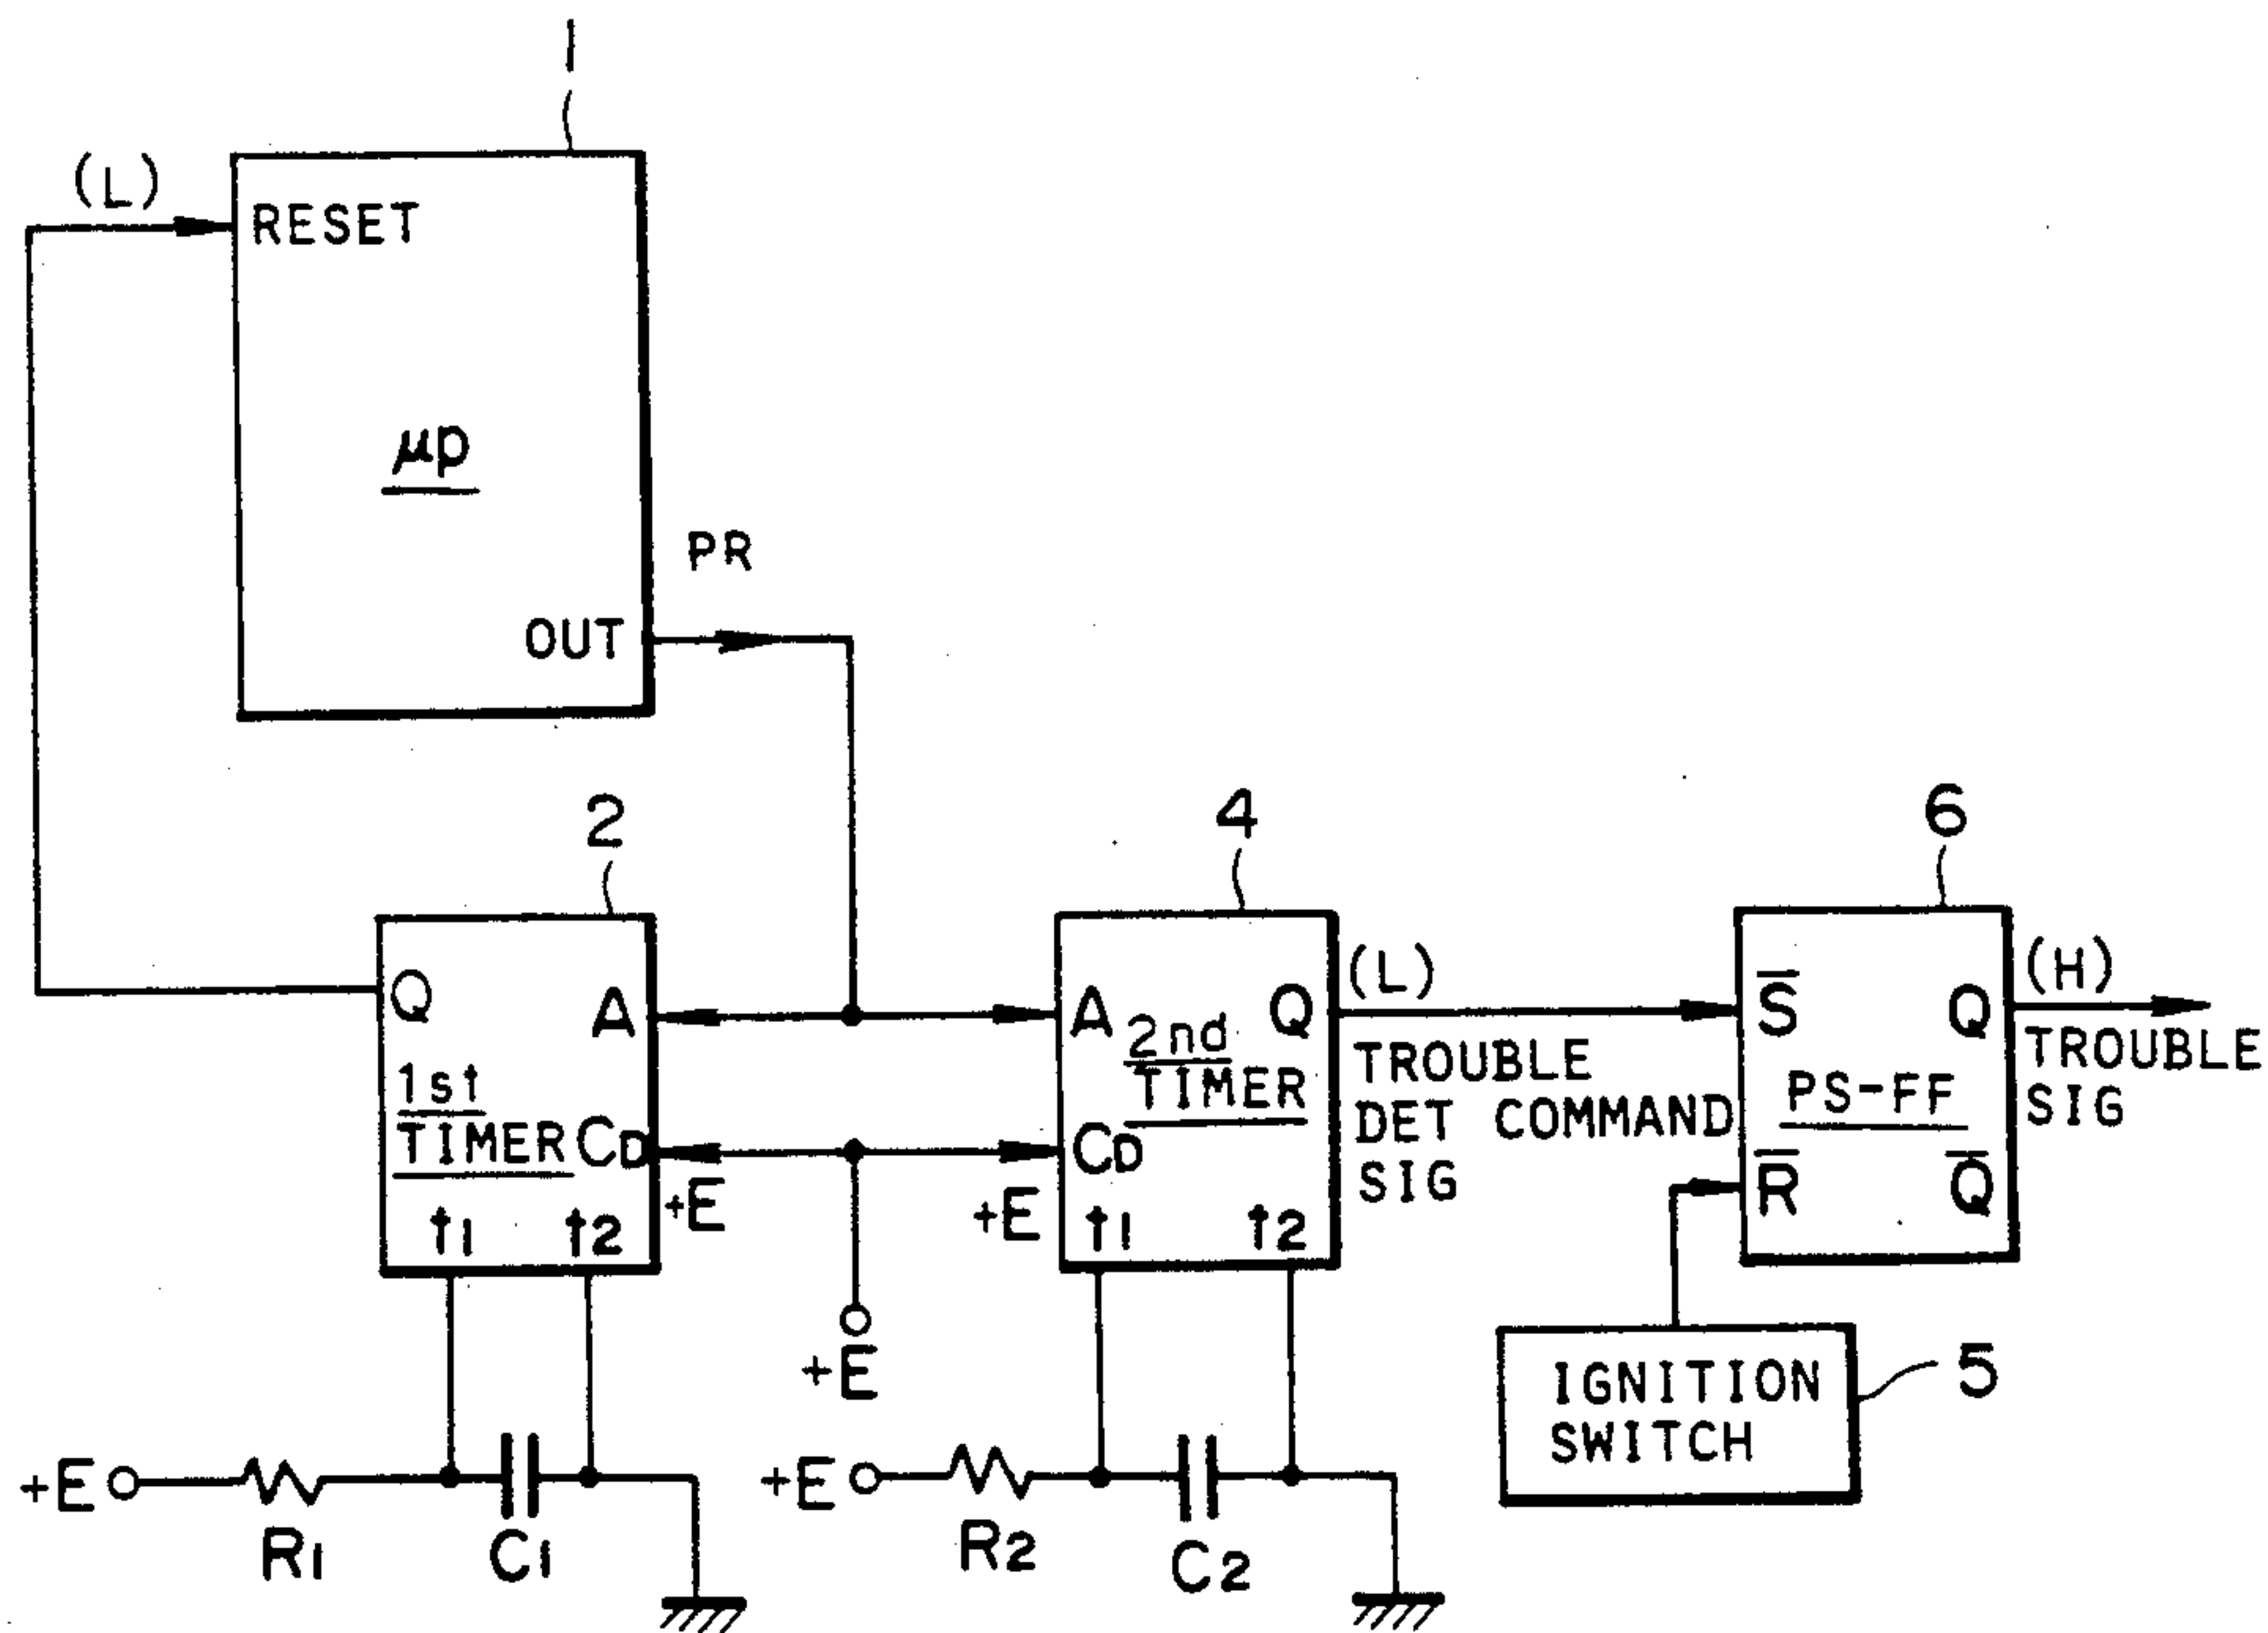 1
(L)
RESET
μp
PR
OUT
2
4
6
Q
A
1st
TIMER
CD
t1
t2
+E
+E
A
2nd
TIMER
Q
CD
+E
t1
t2
(L)
TROUBLE
DET COMMAND
SIG
S̅
Q
PS-FF
R̅
Q̅
(H)
TROUBLE
SIG
IGNITION
SWITCH
5
+E
R1
C1
+E
R2
C2